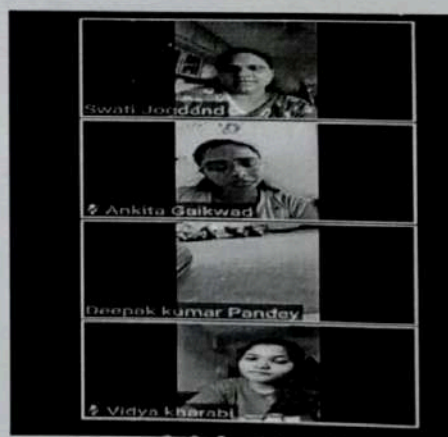 Swati Jogdand
Ankita Gaikwad
Deepak kumar Pandey
Vidya kharabi